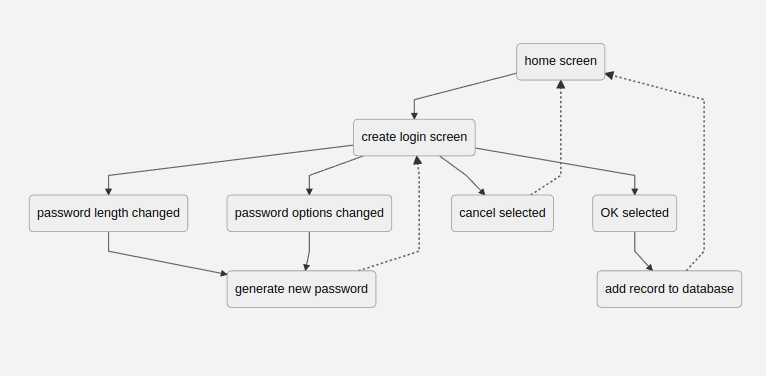 home screen
create login screen
password length changed
password options changed
cancel selected
OK selected
generate new password
add record to database